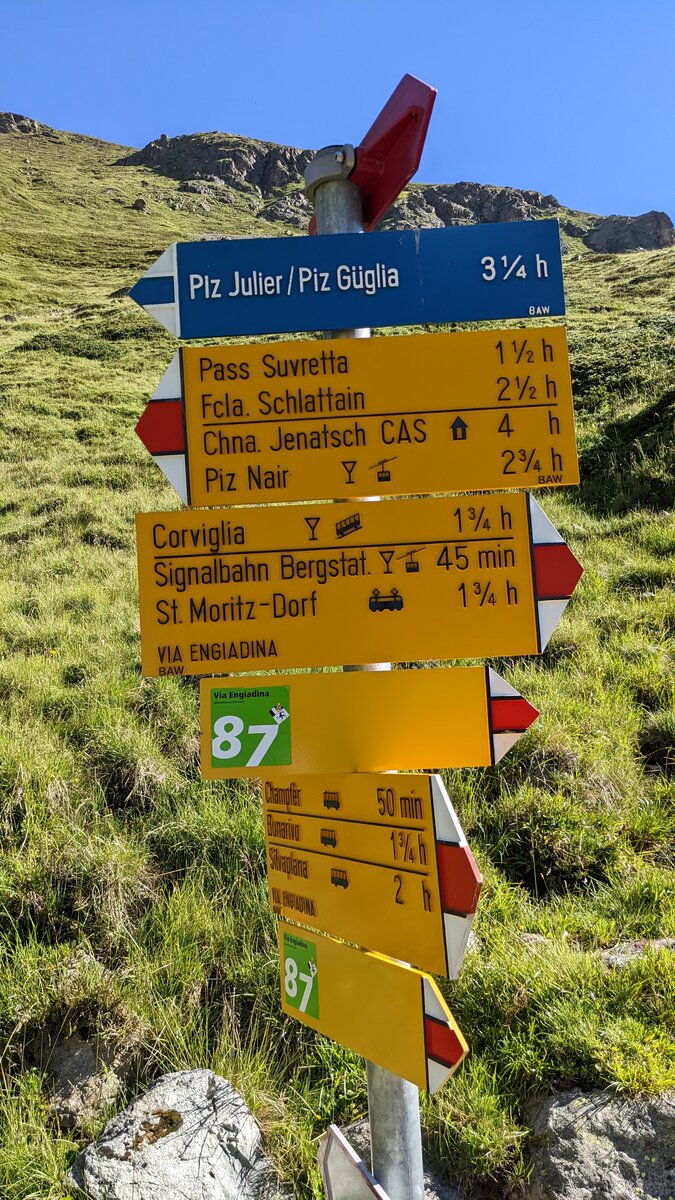 Piz Julier/Piz Güglia 3¼ h
BAW
Pass Suvretta 1½ h
Fcla. Schlattain 2½ h
Chna. Jenatsch CAS 4 h
Piz Nair 2¾ h
BAW
Corviglia 1¾ h
Signalbahn Bergstat. 45 min
St. Moritz-Dorf 1¾ h
VIA ENGIADINA
BAW
Via Engiadina
87
Champfèr 50 min
1¾ h
Silvaplana 2 h
VIA ENGIADINA
Via Engiadina
87